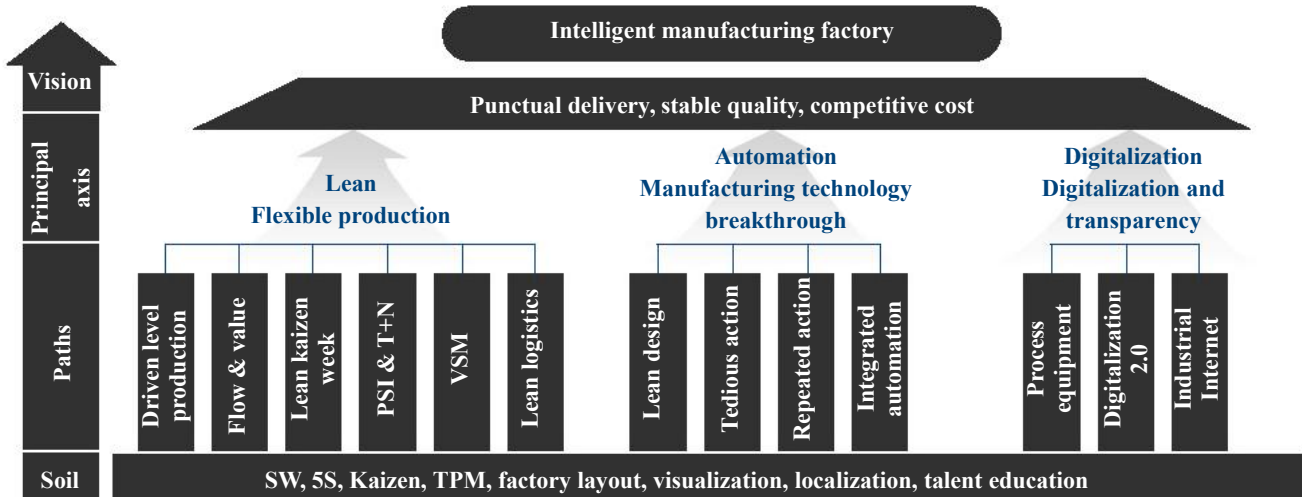 Intelligent manufacturing factory
Vision
Punctual delivery, stable quality, competitive cost
Principal
axis
Lean
Flexible production
Automation
Manufacturing technology
breakthrough
Digitalization
Digitalization and
transparency
Paths
Driven level
production
Flow & value
Lean kaizen
week
PSI & T+N
VSM
Lean logistics
Lean design
Tedious action
Repeated action
Integrated
automation
Process
equipment
Digitalization
2.0
Industrial
Internet
Soil
SW, 5S, Kaizen, TPM, factory layout, visualization, localization, talent education